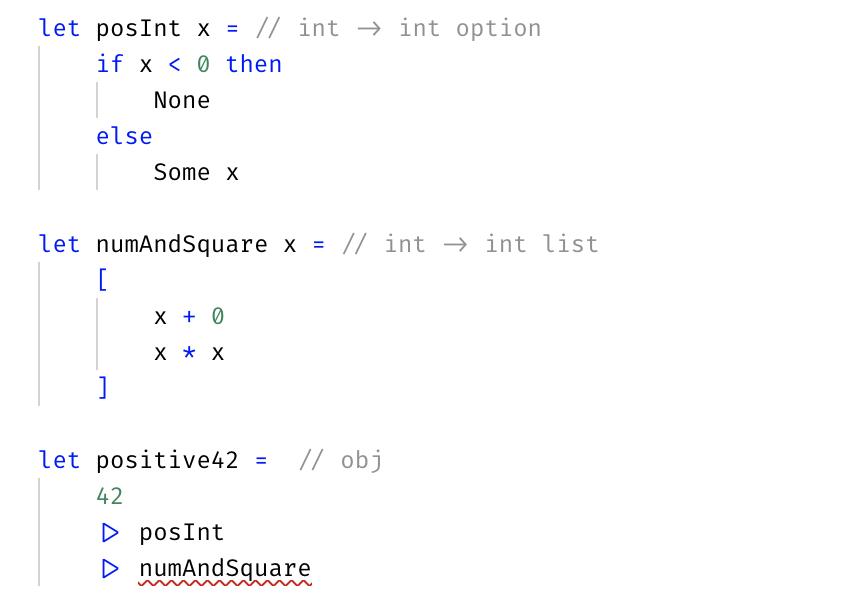 let posInt x = // int -> int option
    if x < 0 then
        None
    else
        Some x
let numAndSquare x = // int -> int list
    [
        x + 0
        x * x
    ]
let positive42 =  // obj
    42
    |> posInt
    |> numAndSquare